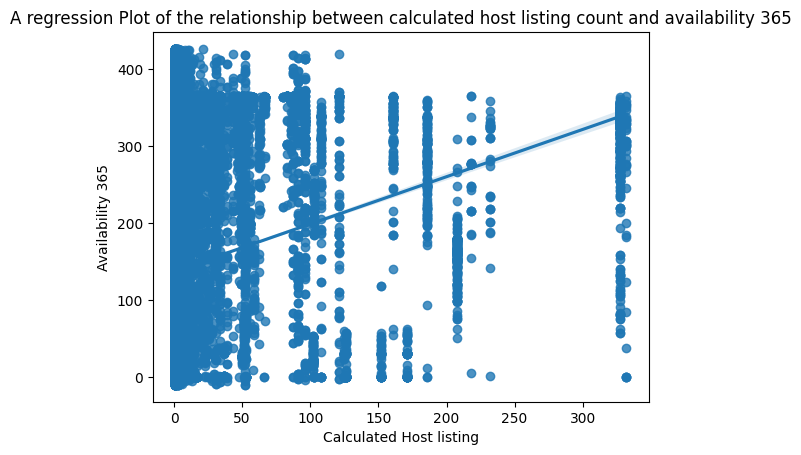 A regression Plot of the relationship between calculated host listing count and availability 365
400
300
200
100
0
Availability 365
0 50 100 150 200 250 300
Calculated Host listing